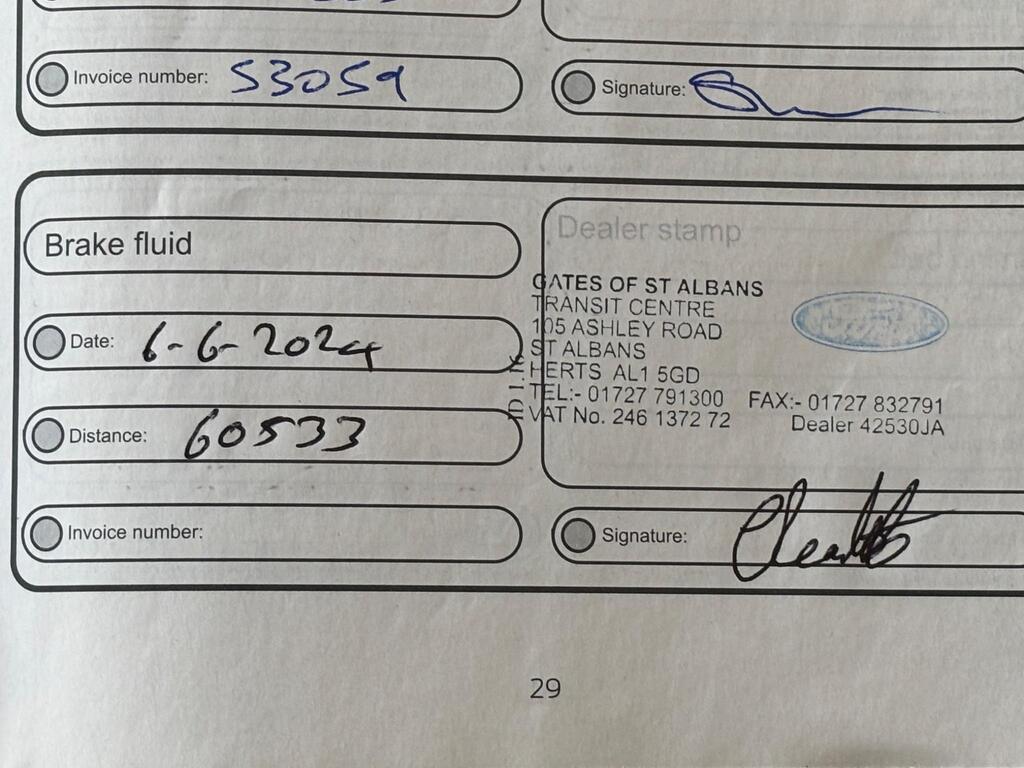 Invoice number: 53059
Signature:
Brake fluid
Dealer stamp
Date: 6-6-2024
Distance: 60533
Invoice number:
GATES OF ST ALBANS
TRANSIT CENTRE
105 ASHLEY ROAD
ST ALBANS
HERTS AL1 5GD
TEL:- 01727 791300 FAX:- 01727 832791
VAT No. 246 1372 72 Dealer 42530JA
Signature:
29